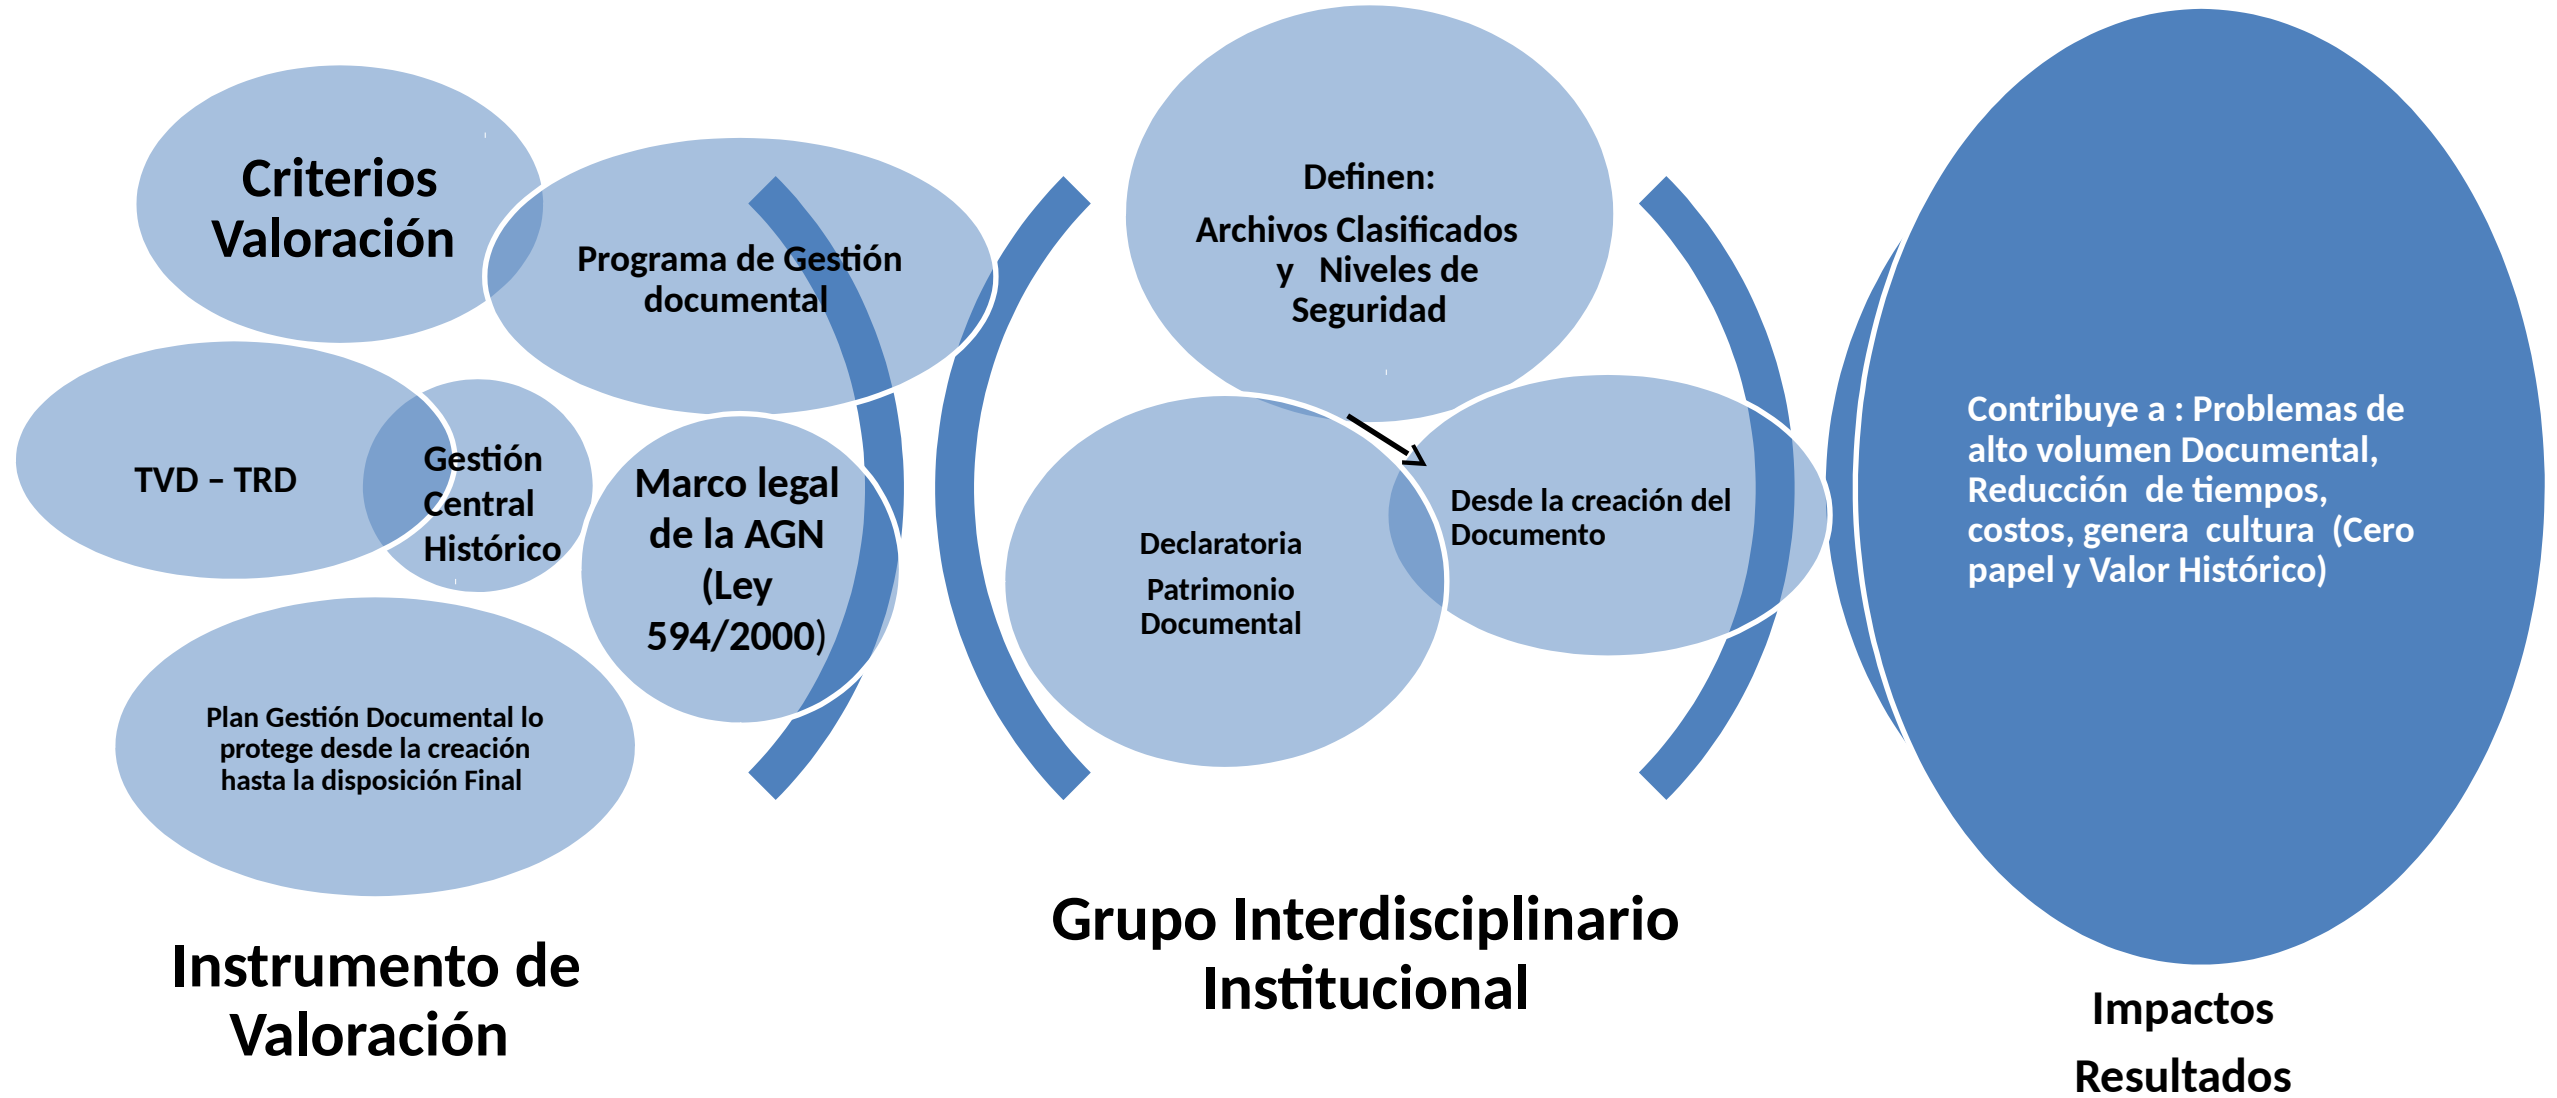 Criterios
Valoración
Programa de Gestión
documental
TVD – TRD
Gestión
Central
Histórico
Marco legal
de la AGN
(Ley
594/2000)
Plan Gestión Documental lo
protege desde la creación
hasta la disposición Final
Instrumento de
Valoración
Definen:
Archivos Clasificados
y   Niveles de
Seguridad
Declaratoria
Patrimonio
Documental
Desde la creación del
Documento
Grupo Interdisciplinario
Institucional
Contribuye a : Problemas de
alto volumen Documental,
Reducción  de tiempos,
costos, genera  cultura  (Cero
papel y Valor Histórico)
Impactos
Resultados